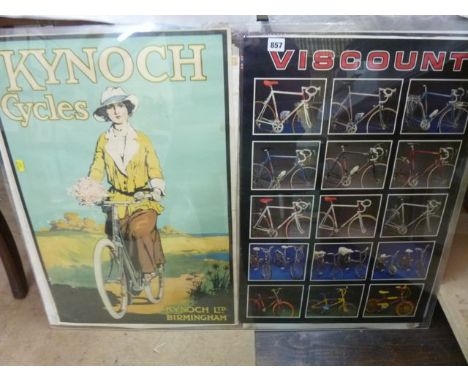 KYNOCH
Cycles
KYNOCH LTD
BIRMINGHAM
857
VISCOUNT